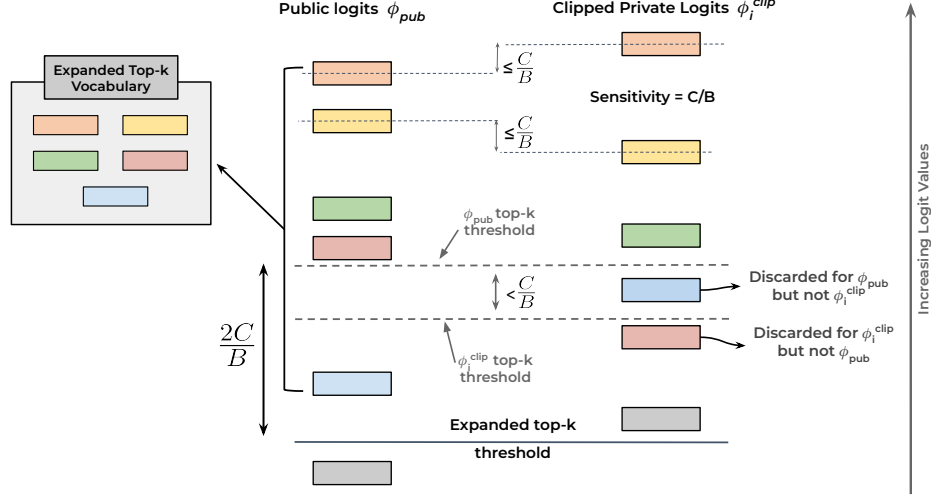 Public logits ϕ_pub
Clipped Private Logits ϕ_i^clip
Expanded Top-k
Vocabulary
≤ C/B
Sensitivity = C/B
≤ C/B
ϕ_pub top-k
threshold
< C/B
Discarded for ϕ_pub
but not ϕ_i^clip
2C/B
Discarded for ϕ_i^clip
but not ϕ_pub
ϕ_i^clip top-k
threshold
Expanded top-k
threshold
Increasing Logit Values